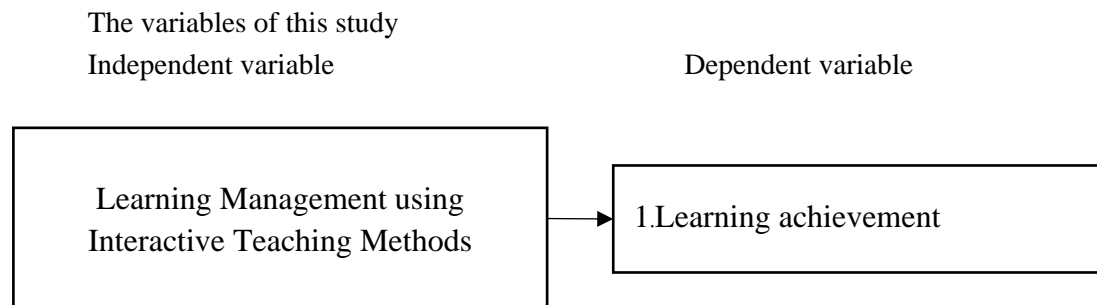 The variables of this study
Independent variable
Dependent variable
Learning Management using
Interactive Teaching Methods
1.Learning achievement